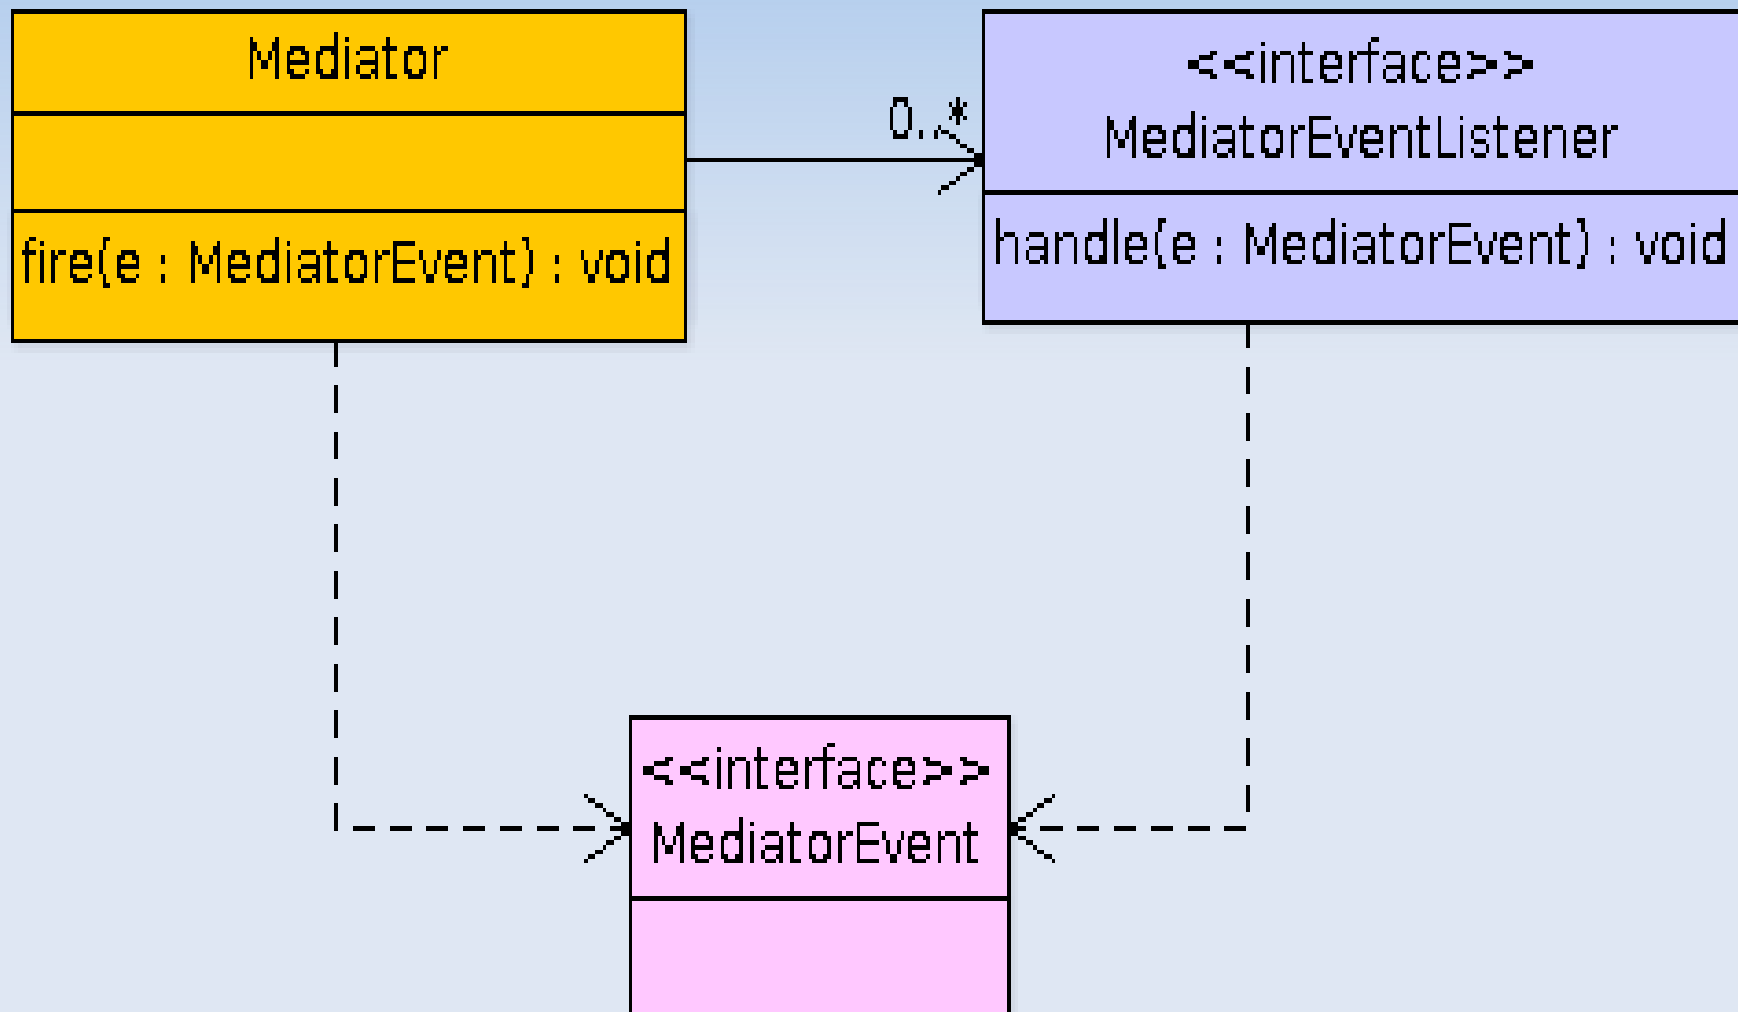 Mediator
fire(e : MediatorEvent) : void
0..*
<<interface>>
MediatorEventListener
handle(e : MediatorEvent) : void
<<interface>>
MediatorEvent